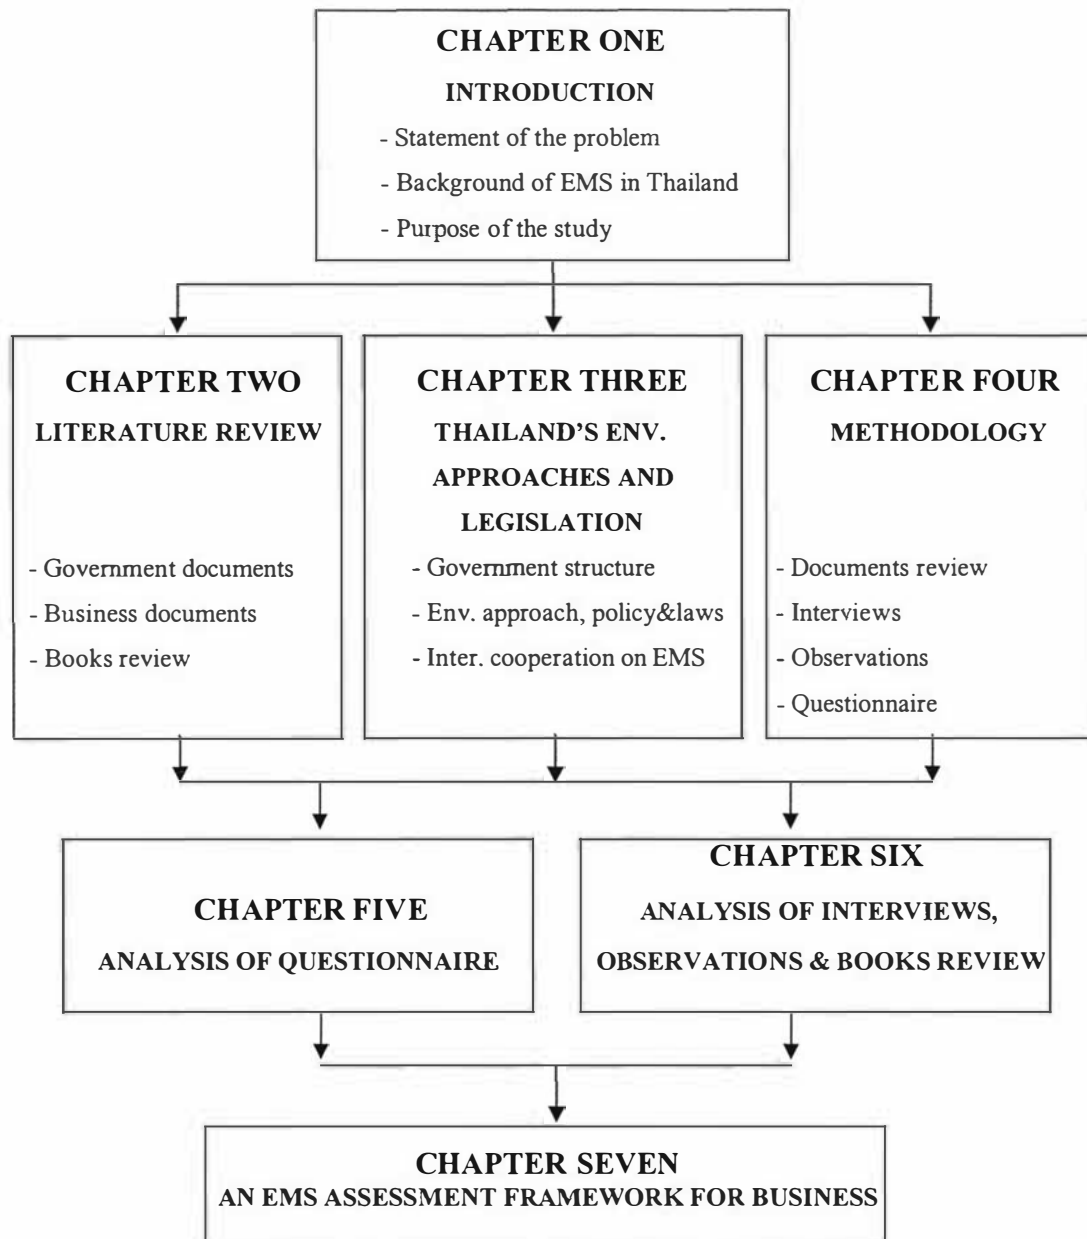 CHAPTER ONE
INTRODUCTION
- Statement of the problem
- Background of EMS in Thailand
- Purpose of the study
CHAPTER TWO
LITERATURE REVIEW
- Government documents
- Business documents
- Books review
CHAPTER THREE
THAILAND'S ENV.
APPROACHES AND
LEGISLATION
- Government structure
- Env. approach, policy&laws
- Inter. cooperation on EMS
CHAPTER FOUR
METHODOLOGY
- Documents review
- Interviews
- Observations
- Questionnaire
CHAPTER FIVE
ANALYSIS OF QUESTIONNAIRE
CHAPTER SIX
ANALYSIS OF INTERVIEWS,
OBSERVATIONS & BOOKS REVIEW
CHAPTER SEVEN
AN EMS ASSESSMENT FRAMEWORK FOR BUSINESS